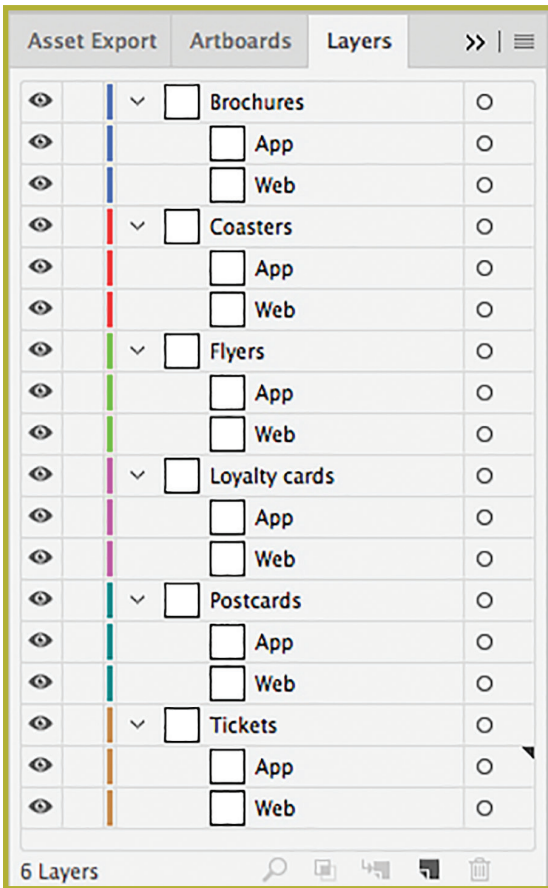 Asset Export Artboards Layers
Brochures
App
Web
Coasters
App
Web
Flyers
App
Web
Loyalty cards
App
Web
Postcards
App
Web
Tickets
App
Web
6 Layers